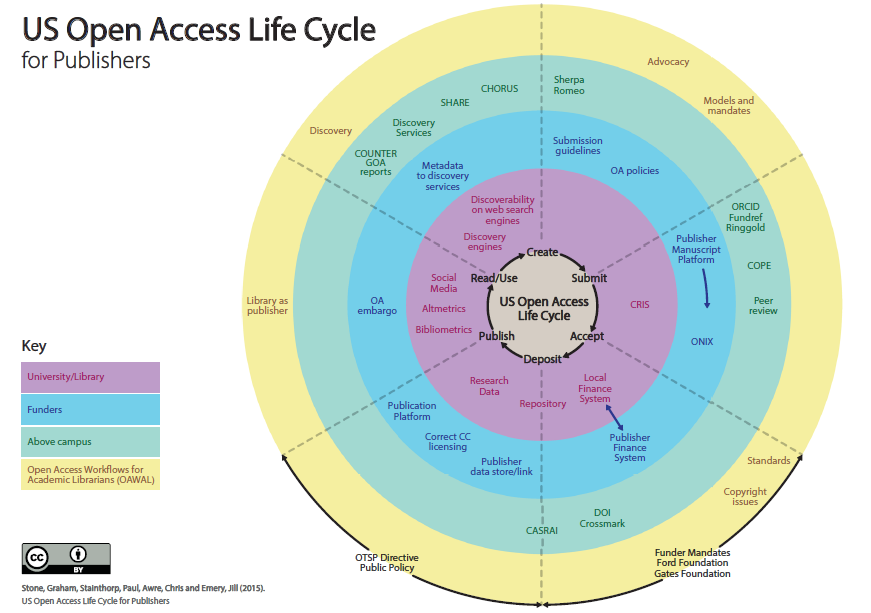 US Open Access Life Cycle
for Publishers
Advocacy
Models and
mandates
Discovery
CHORUS
SHARE
Discovery
Services
COUNTER
GOA
reports
Sherpa
Romeo
Submission
guidelines
OA policies
Metadata
to discovery
services
Discoverability
on web search
engines
Discovery
engines
ORCID
Fundref
Ringgold
Publisher
Manuscript
Platform
COPE
Peer
review
ONIX
CRIS
Create
Submit
Accept
Deposit
Publish
Read/Use
US Open Access
Life Cycle
Social
Media
Altmetrics
Bibliometrics
OA
embargo
Library as
publisher
Research
Data
Repository
Local
Finance
System
Publisher
Finance
System
Publication
Platform
Correct CC
licensing
Publisher
data store/link
CASRAI
DOI
Crossmark
Standards
Copyright
issues
OTSP Directive
Public Policy
Funder Mandates
Ford Foundation
Gates Foundation
Key
University/Library
Funders
Above campus
Open Access Workflows for
Academic Librarians (OAWAL)
cc
BY
Stone, Graham, Stainthorp, Paul, Awre, Chris and Emery, Jill (2015).
US Open Access Life Cycle for Publishers